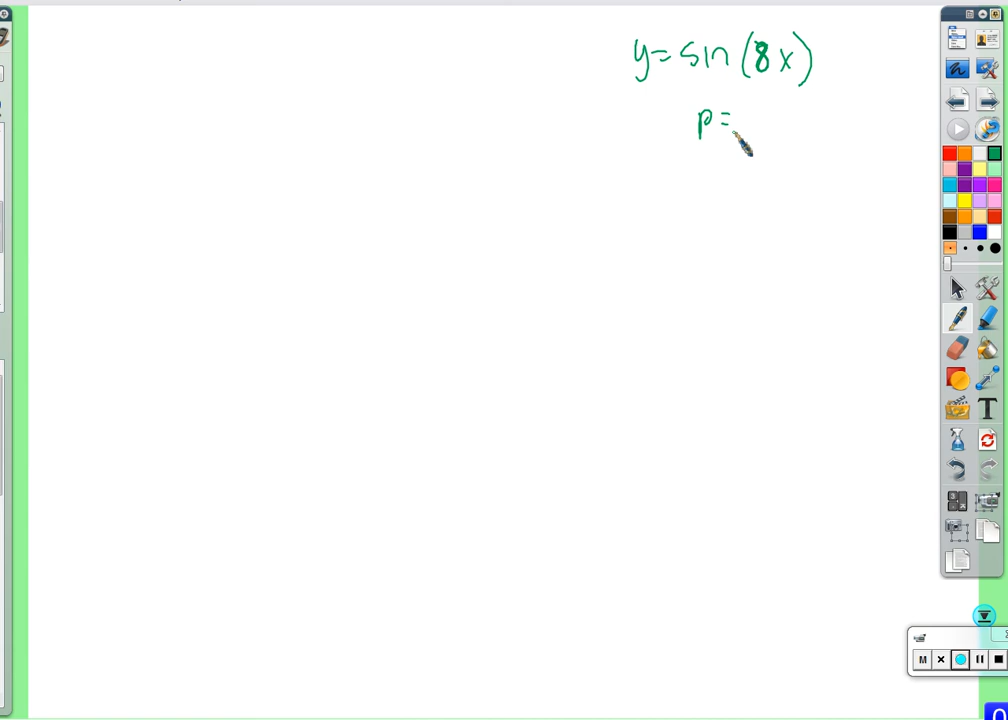 y = sin (8x)
p =
T
M